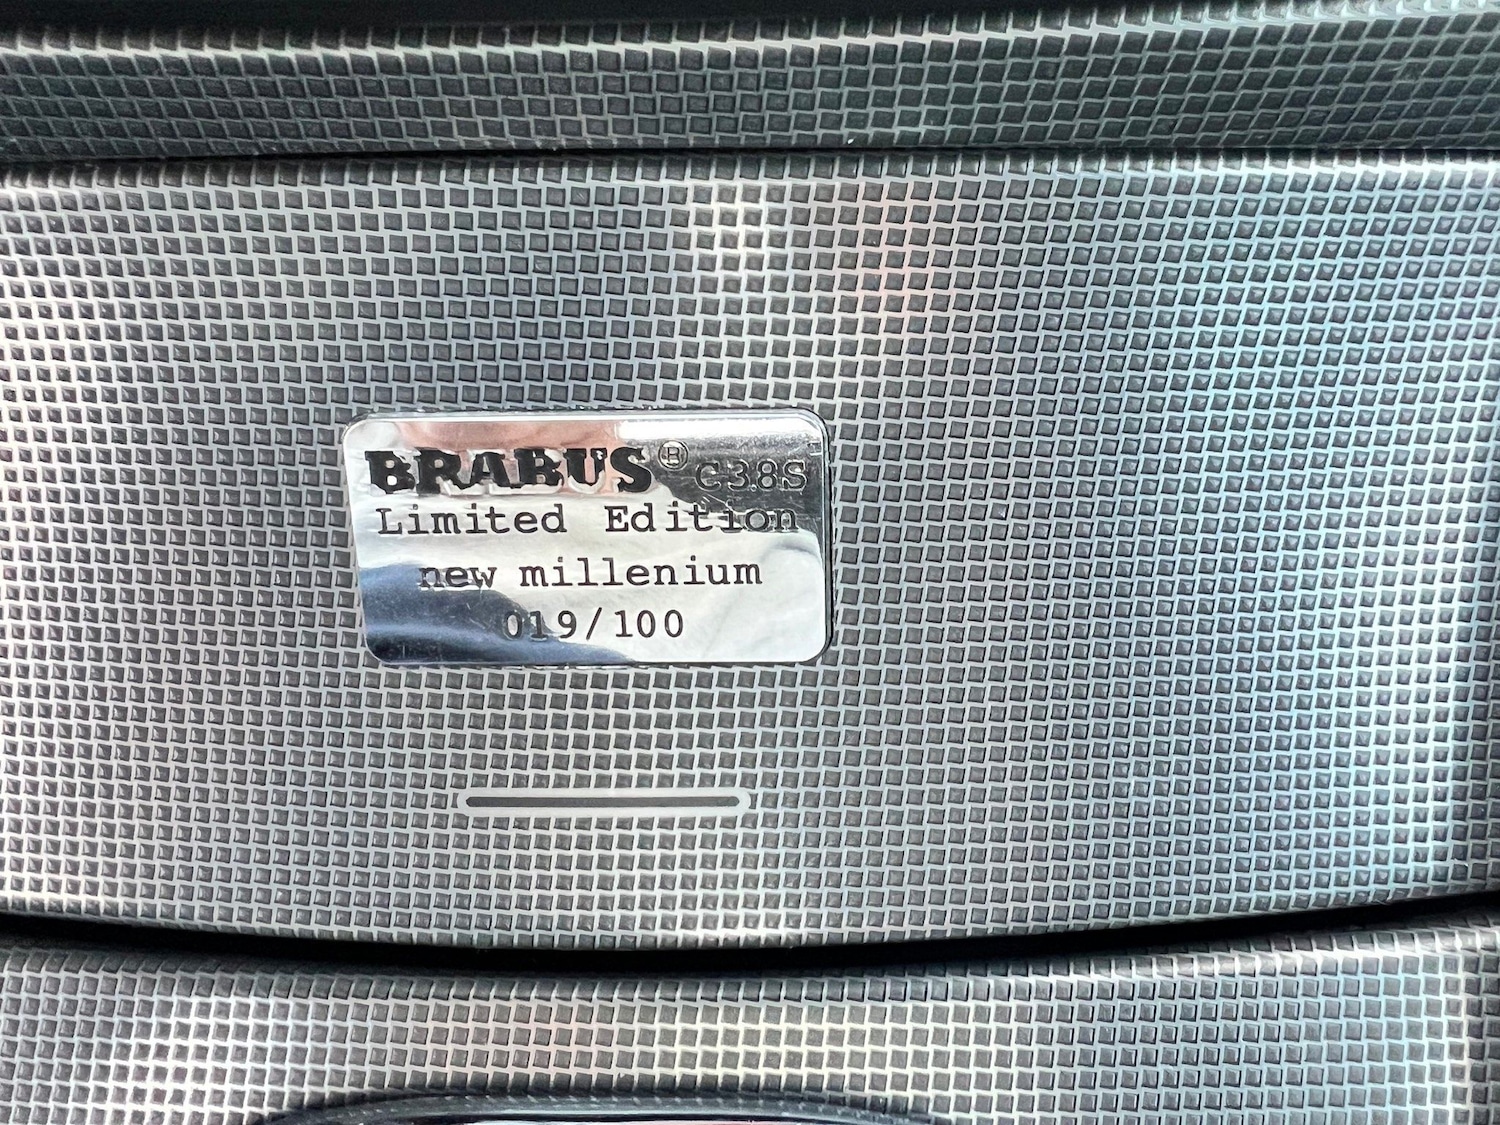 BRABUS® C3.8S
Limited Edition
new millenium
019/100